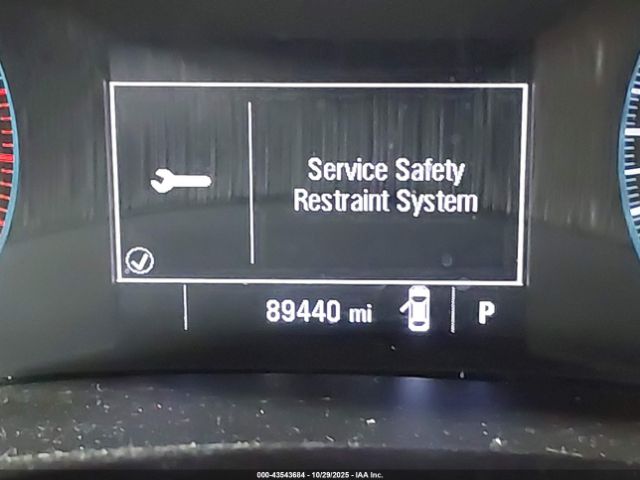 Service Safety
Restraint System
89440 mi
P
000-43543684 - 10/29/2025 - IAA Inc.